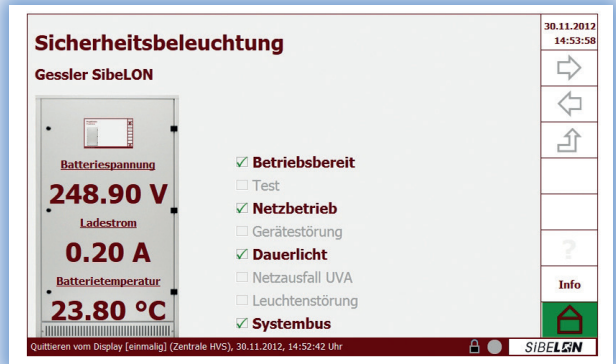 Sicherheitsbeleuchtung
Gessler SibeLON
Batteriespannung
248.90 V
Ladestrom
0.20 A
Batterietemperatur
23.80 °C
Betriebsbereit
Test
Netzbetrieb
Gerätestörung
Dauerlicht
Netzausfall UVA
Leuchtenstörung
Systembus
30.11.2012
14:53:58
?
Info
Quittieren vom Display [einmalig] (Zentrale HVS), 30.11.2012, 14:52:42 Uhr
SiBELON